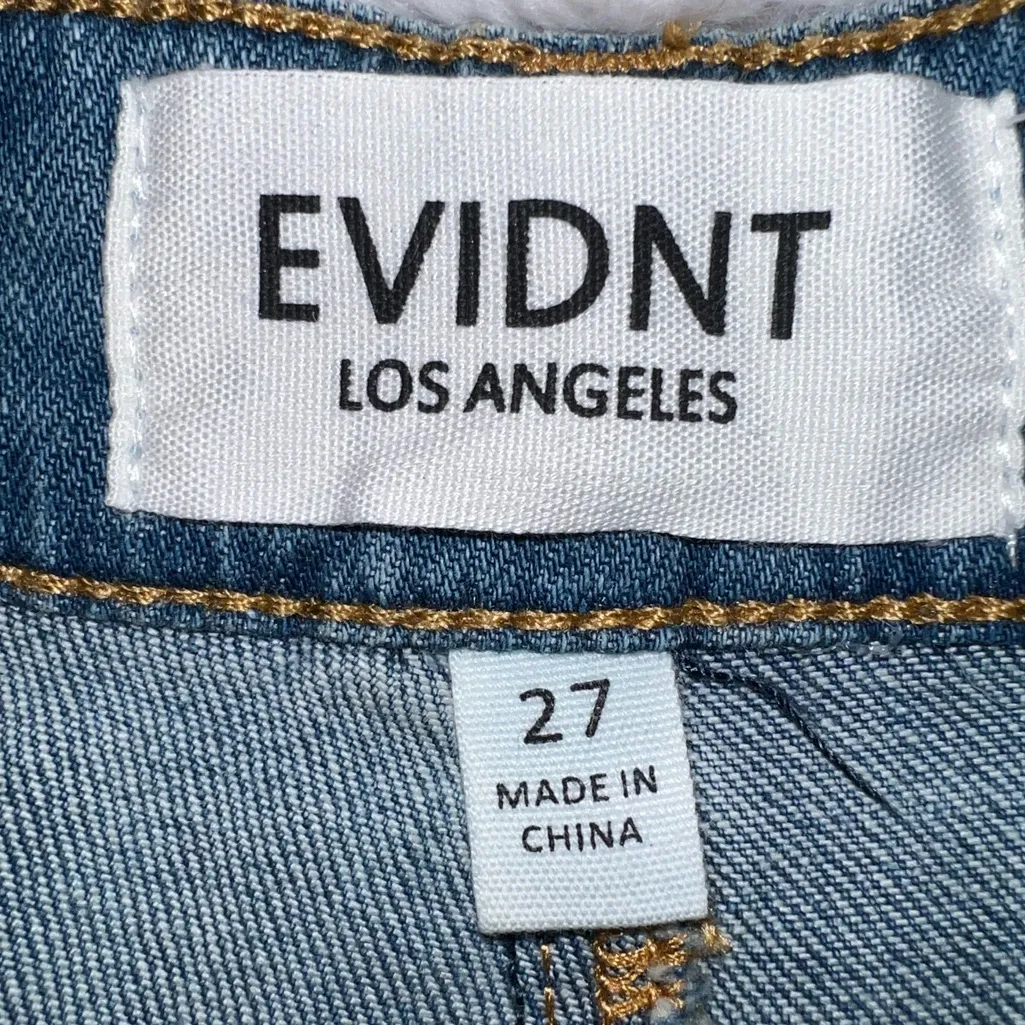 EVIDNT
LOS ANGELES
27
MADE IN
CHINA